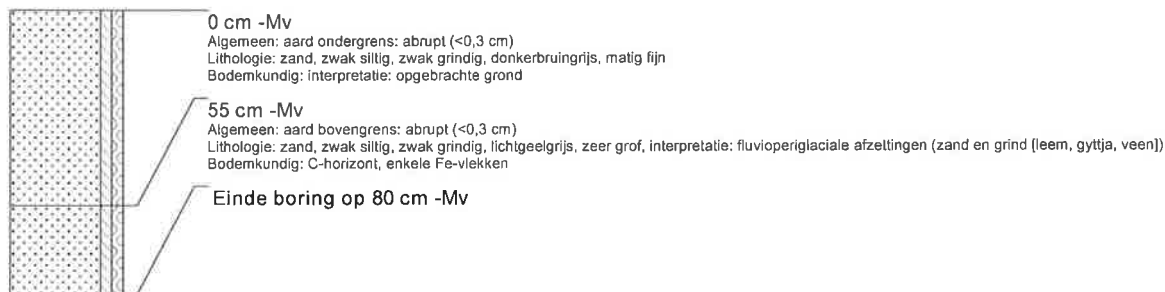 0 cm -Mv
Algemeen: aard ondergrens: abrupt (<0,3 cm)
Lithologie: zand, zwak siltig, zwak grindig, donkerbruingrijs, matig fijn
Bodemkundig: interpretatie: opgebrachte grond
55 cm -Mv
Algemeen: aard bovengrens: abrupt (<0,3 cm)
Lithologie: zand, zwak siltig, zwak grindig, lichtgeelgrijs, zeer grof, interpretatie: fluvioperiglaciale afzettingen (zand en grind [leem, gyttja, veen])
Bodemkundig: C-horizont, enkele Fe-vlekken
Einde boring op 80 cm -Mv